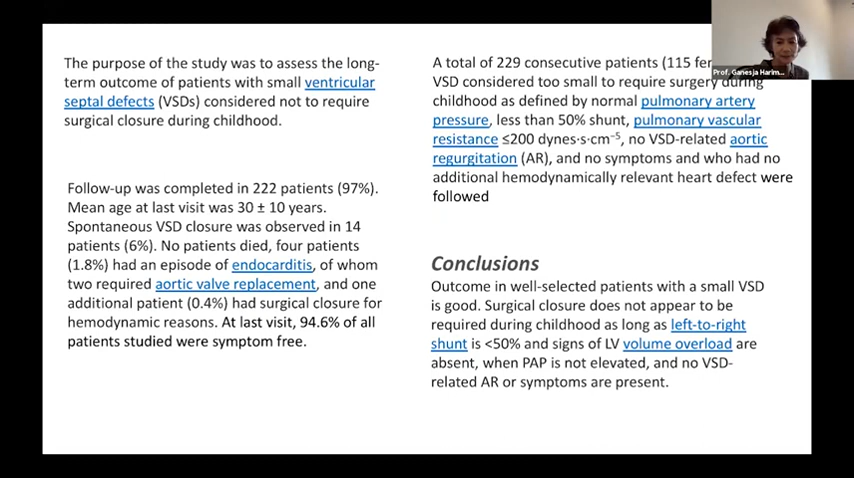 The purpose of the study was to assess the long-
term outcome of patients with small ventricular
septal defects (VSDs) considered not to require
surgical closure during childhood.
Follow-up was completed in 222 patients (97%).
Mean age at last visit was 30 ± 10 years.
Spontaneous VSD closure was observed in 14
patients (6%). No patients died, four patients
(1.8%) had an episode of endocarditis, of whom
two required aortic valve replacement, and one
additional patient (0.4%) had surgical closure for
hemodynamic reasons. At last visit, 94.6% of all
patients studied were symptom free.
A total of 229 consecutive patients (115
VSD considered too small to require surgery during
childhood as defined by normal pulmonary artery
pressure, less than 50% shunt, pulmonary vascular
resistance ≤200 dynes·s·cm⁻⁵, no VSD-related aortic
regurgitation (AR), and no symptoms and who had no
additional hemodynamically relevant heart defect were
followed
Conclusions
Outcome in well-selected patients with a small VSD
is good. Surgical closure does not appear to be
required during childhood as long as left-to-right
shunt is <50% and signs of LV volume overload are
absent, when PAP is not elevated, and no VSD-
related AR or symptoms are present.
Prof. Ganesja Harim...